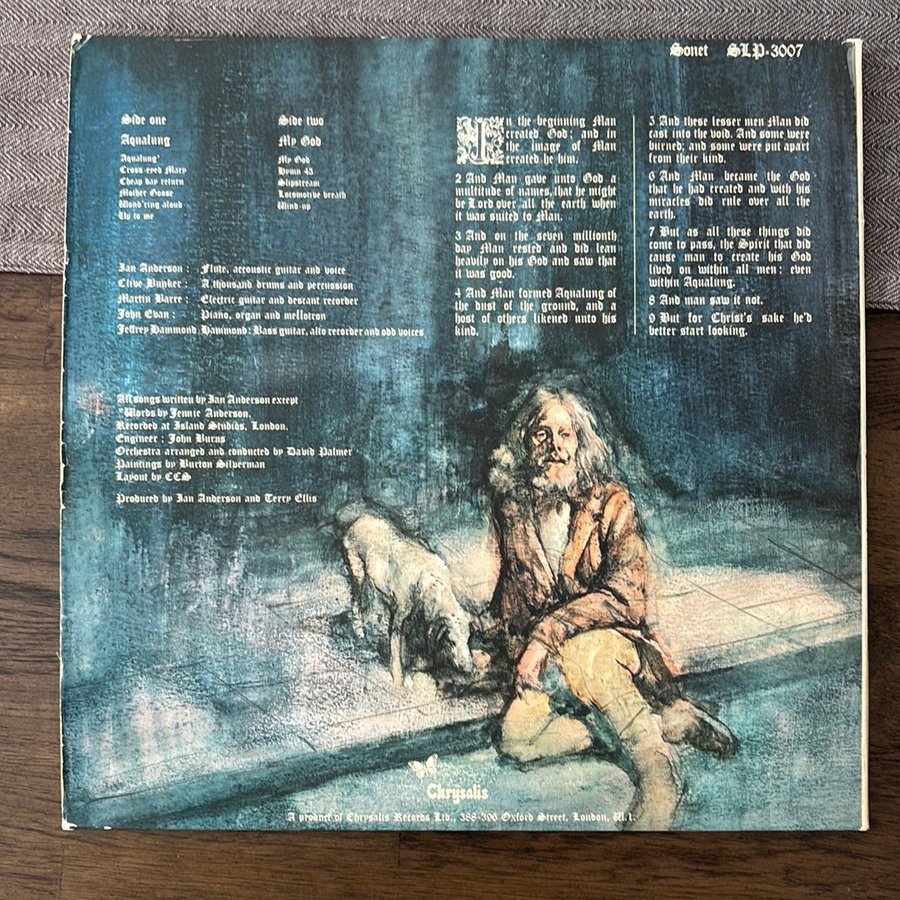 Sonet SLP-3007
Side one
Aqualung
Aqualung*
Cross-eyed Mary
Cheap day return
Mother Goose
Wond'ring aloud
Up to me
Side two
My God
My God
Hymn 43
Slipstream
Locomotive breath
Wind-up
Ian Anderson : Flute, accoustic guitar and voice
Clive Bunker : A thousand drums and percussion
Martin Barre : Electric guitar and descant recorder
John Evan : Piano, organ and mellotron
Jeffrey Hammond Hammond: Bass guitar, alto recorder and odd voices
All songs written by Ian Anderson except
*Words by Jennie Anderson.
Recorded at Island Studios, London.
Engineer : John Burns
Orchestra arranged and conducted by David Palmer
Paintings by Burton Silverman
Layout by CCS
Produced by Ian Anderson and Terry Ellis
In the beginning Man
created God; and in
the image of Man
created he him.
2 And Man gave unto God a
multitude of names, that he might
be Lord over all the earth when
it was suited to Man.
3 And on the seven millionth
day Man rested and did lean
heavily on his God and saw that
it was good.
4 And Man formed Aqualung of
the dust of the ground, and a
host of others likened unto his
kind.
5 And these lesser men Man did
cast into the void. And some were
burned; and some were put apart
from their kind.
6 And Man became the God
that he had created and with his
miracles did rule over all the
earth.
7 But as all these things did
come to pass, the Spirit that did
cause man to create his God
lived on within all men: even
within Aqualung.
8 And man saw it not.
9 But for Christ's sake he'd
better start looking.
Chrysalis
A product of Chrysalis Records Ltd., 388-396 Oxford Street, London, W.1.